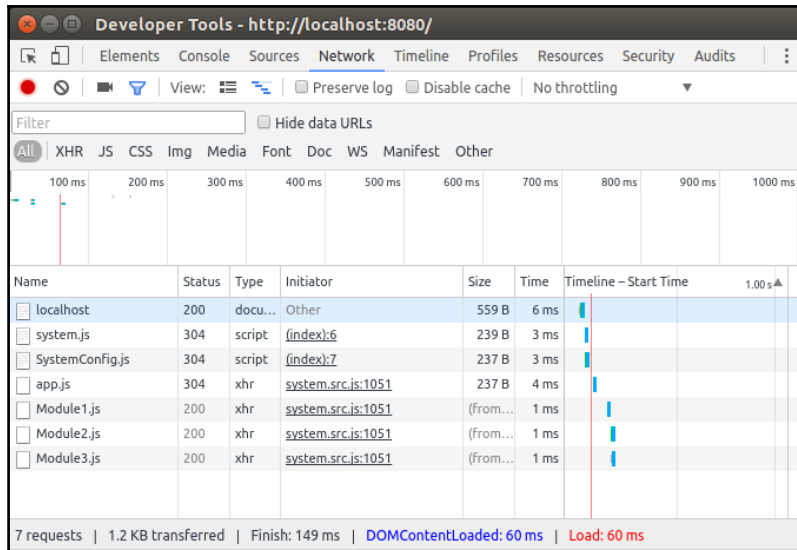 Developer Tools - http://localhost:8080/
Elements Console Sources Network Timeline Profiles Resources Security Audits
View: Preserve log Disable cache No throttling
Filter Hide data URLs
All XHR JS CSS Img Media Font Doc WS Manifest Other
100 ms 200 ms 300 ms 400 ms 500 ms 600 ms 700 ms 800 ms 900 ms 1000 ms
Name Status Type Initiator Size Time Timeline – Start Time 1.00 s
localhost 200 docu... Other 559 B 6 ms
system.js 304 script (index):6 239 B 3 ms
SystemConfig.js 304 script (index):7 237 B 3 ms
app.js 304 xhr system.src.js:1051 237 B 4 ms
Module1.js 200 xhr system.src.js:1051 (from... 1 ms
Module2.js 200 xhr system.src.js:1051 (from... 1 ms
Module3.js 200 xhr system.src.js:1051 (from... 1 ms
7 requests | 1.2 KB transferred | Finish: 149 ms | DOMContentLoaded: 60 ms | Load: 60 ms